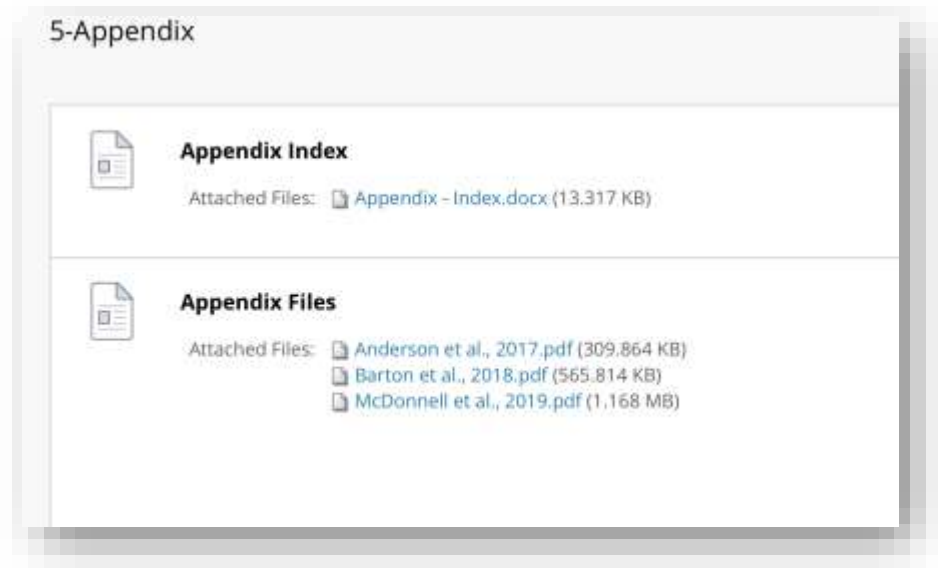 5-Appendix
Appendix Index
Attached Files: Appendix - Index.docx (13.317 KB)
Appendix Files
Attached Files: Anderson et al., 2017.pdf (309.864 KB)
Barton et al., 2018.pdf (565.814 KB)
McDonnell et al., 2019.pdf (1.168 MB)